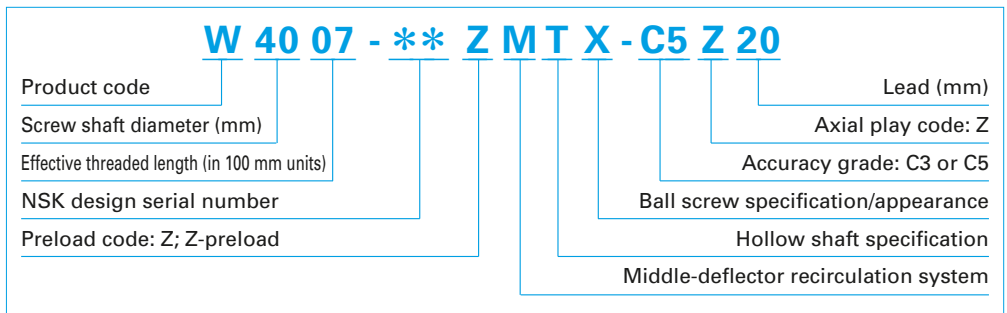 W 40 07 - ** Z M T X - C5 Z 20
Product code
Screw shaft diameter (mm)
Effective threaded length (in 100 mm units)
NSK design serial number
Preload code: Z; Z-preload
Lead (mm)
Axial play code: Z
Accuracy grade: C3 or C5
Ball screw specification/appearance
Hollow shaft specification
Middle-deflector recirculation system